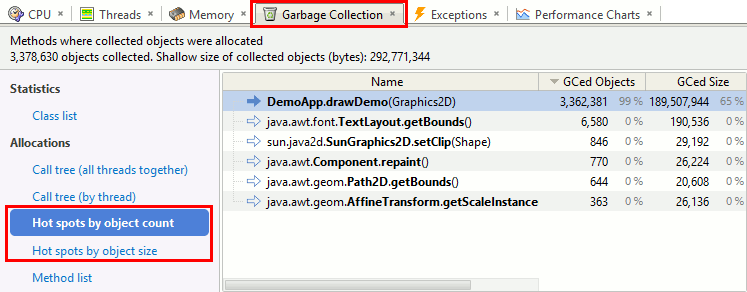 CPU × Threads × Memory × Garbage Collection × Exceptions × Performance Charts ×
Methods where collected objects were allocated
3,378,630 objects collected. Shallow size of collected objects (bytes): 292,771,344
Statistics
Class list
Allocations
Call tree (all threads together)
Call tree (by thread)
Hot spots by object count
Hot spots by object size
Method list
Name GCed Objects GCed Size
DemoApp.drawDemo(Graphics2D) 3,362,381 99 % 189,507,944 65 %
java.awt.font.TextLayout.getBounds() 6,580 0 % 190,536 0 %
sun.java2d.SunGraphics2D.setClip(Shape) 846 0 % 29,192 0 %
java.awt.Component.repaint() 770 0 % 26,224 0 %
java.awt.geom.Path2D.getBounds() 644 0 % 20,608 0 %
java.awt.geom.AffineTransform.getScaleInstance 363 0 % 26,136 0 %